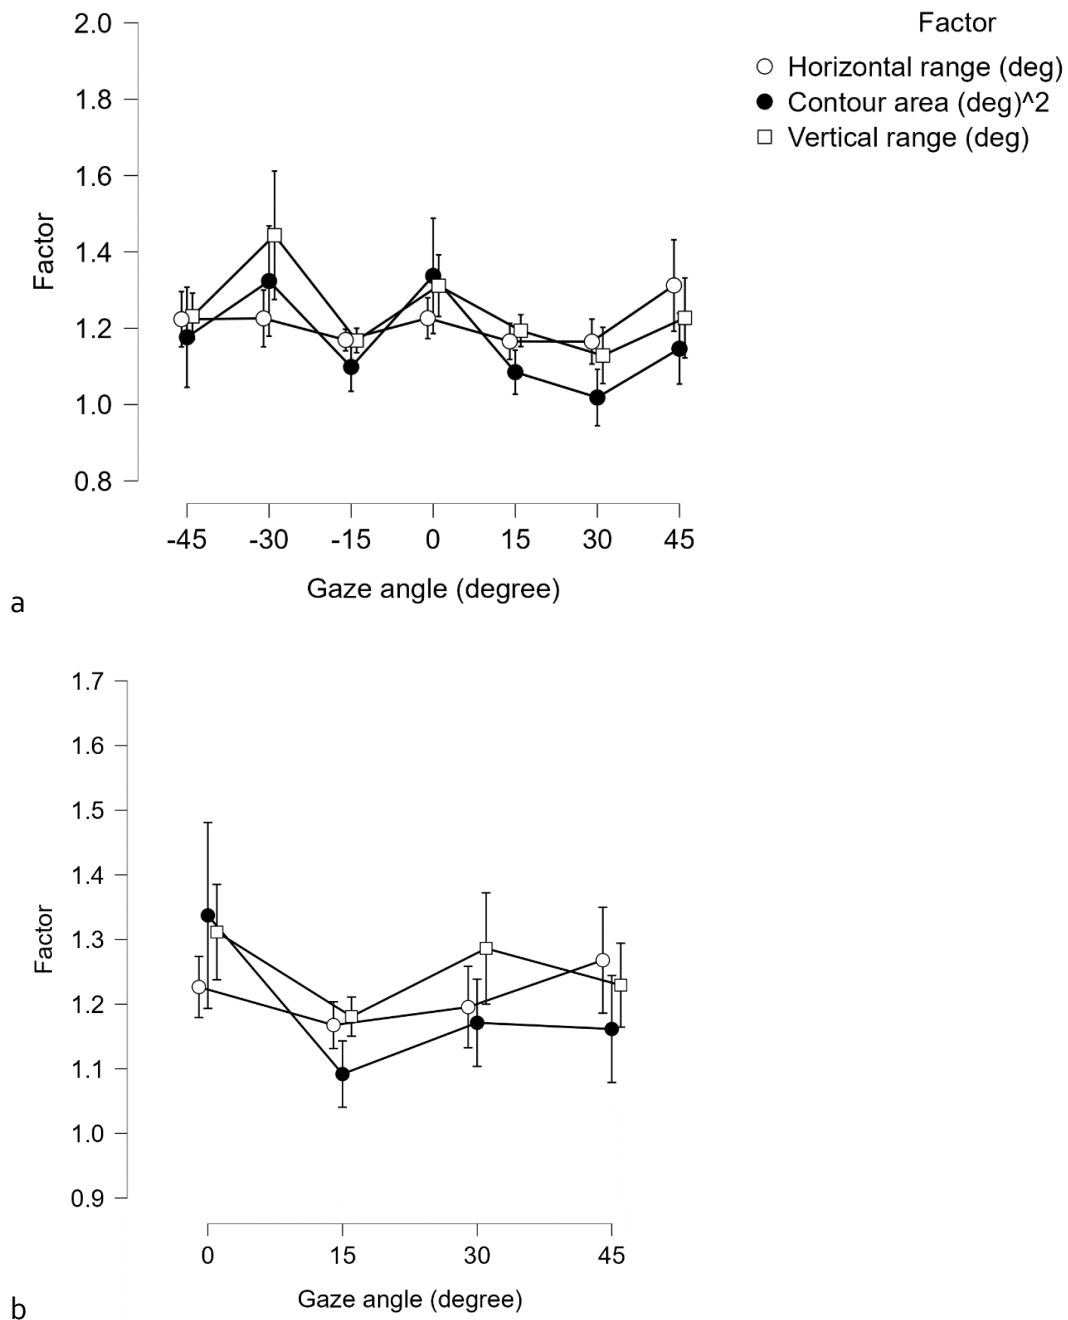 Factor
Horizontal range (deg)
Contour area (deg)^2
Vertical range (deg)
2.0
1.8
1.6
1.4
1.2
1.0
0.8
Factor
-45 -30 -15 0 15 30 45
Gaze angle (degree)
a
1.7
1.6
1.5
1.4
1.3
1.2
1.1
1.0
0.9
Factor
0 15 30 45
Gaze angle (degree)
b